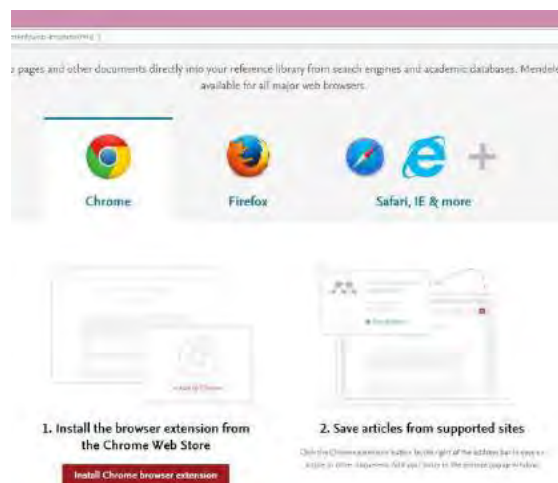 pages and other documents directly into your reference library from search engines and academic databases. Mendele
available for all major web browsers.
Chrome
Firefox
Safari, IE & more
1. Install the browser extension from
the Chrome Web Store
2. Save articles from supported sites
Install Chrome browser extension